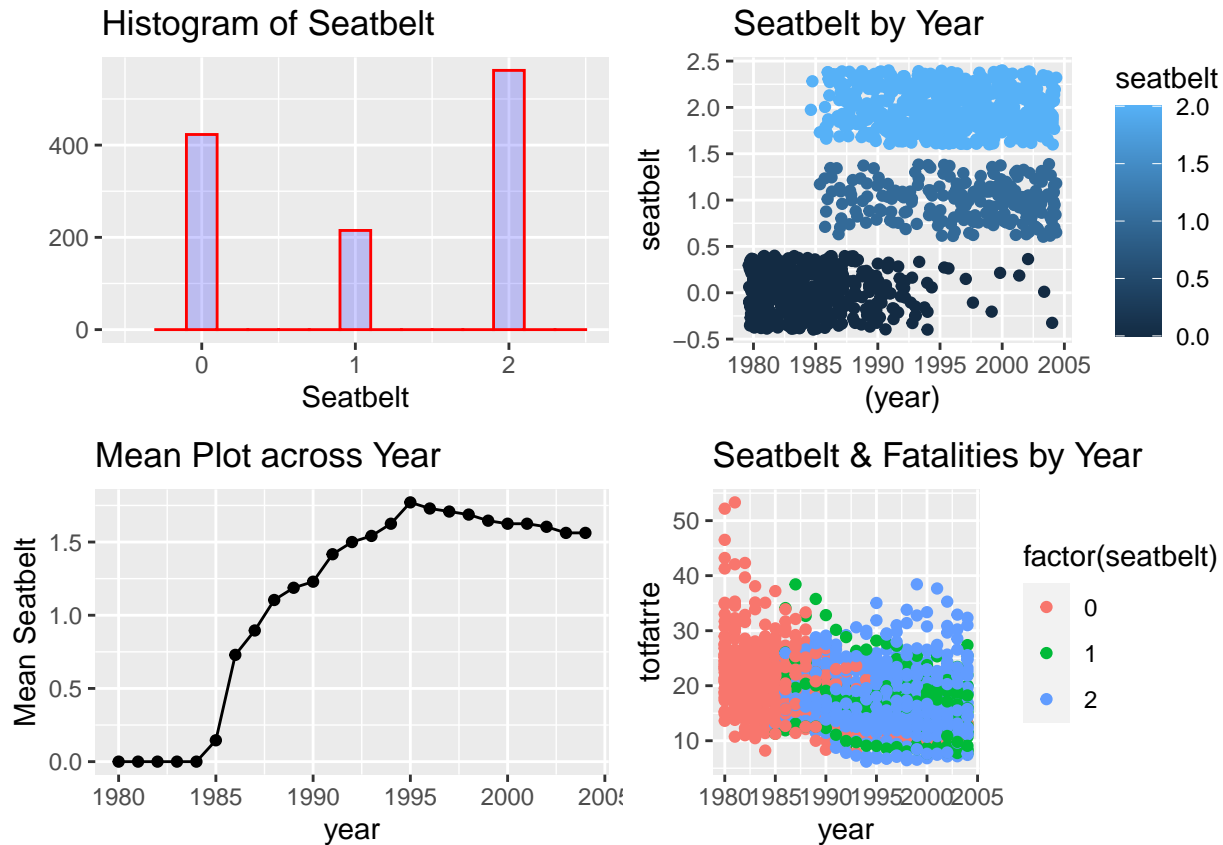 Histogram of Seatbelt
400
200
0
0 1 2
Seatbelt
Seatbelt by Year
2.5
2.0
1.5
1.0
0.5
0.0
−0.5
seatbelt
1980 1985 1990 1995 2000 2005
(year)
seatbelt
2.0
1.5
1.0
0.5
0.0
Mean Plot across Year
Mean Seatbelt
1.5
1.0
0.5
0.0
1980 1985 1990 1995 2000 2005
year
Seatbelt & Fatalities by Year
totfatrte
50
40
30
20
10
1980 1985 1990 1995 2000 2005
year
factor(seatbelt)
0
1
2